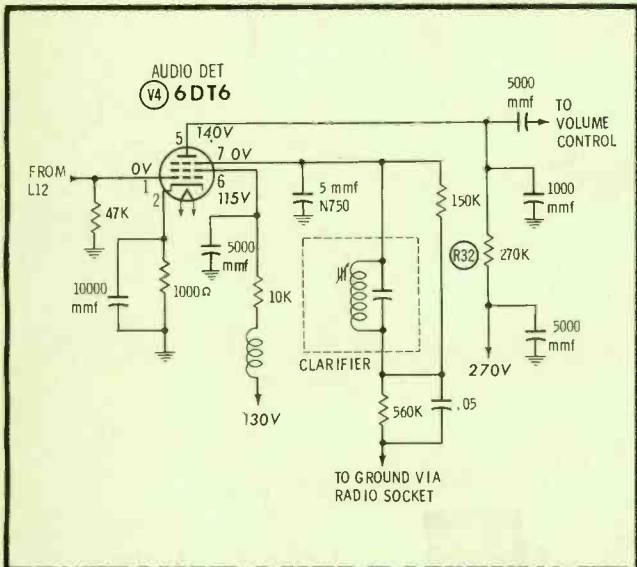 AUDIO DET
V4 6DT6
5 140V
7 0V
6
115V
FROM
L12
0V
1
2
47K
10000
mmf
1000Ω
5000
mmf
10K
130V
5 mmf
N750
CLARIFIER
150K
560K
.05
TO GROUND VIA
RADIO SOCKET
5000
mmf
TO
VOLUME
CONTROL
1000
mmf
R32 270K
5000
mmf
270V